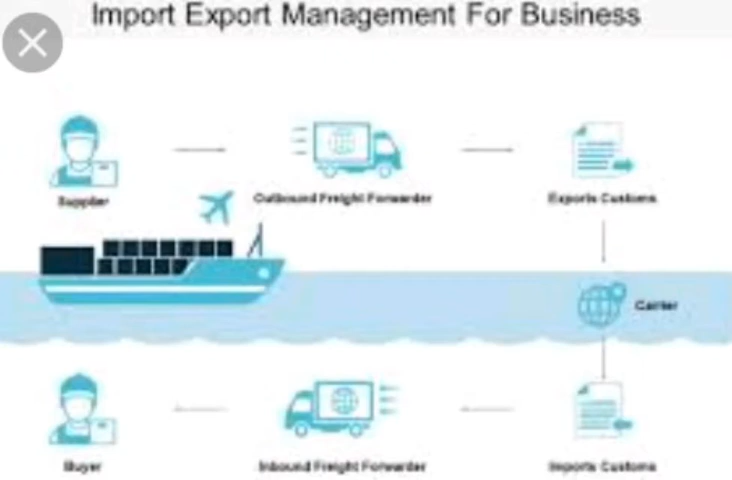 Import Export Management For Business
Supplier
Outbound Freight Forwarder
Exports Customs
Carrier
Buyer
Inbound Freight Forwarder
Imports Customs